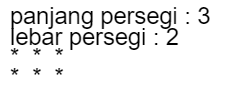 panjang persegi : 3
lebar persegi : 2
* * *
* * *